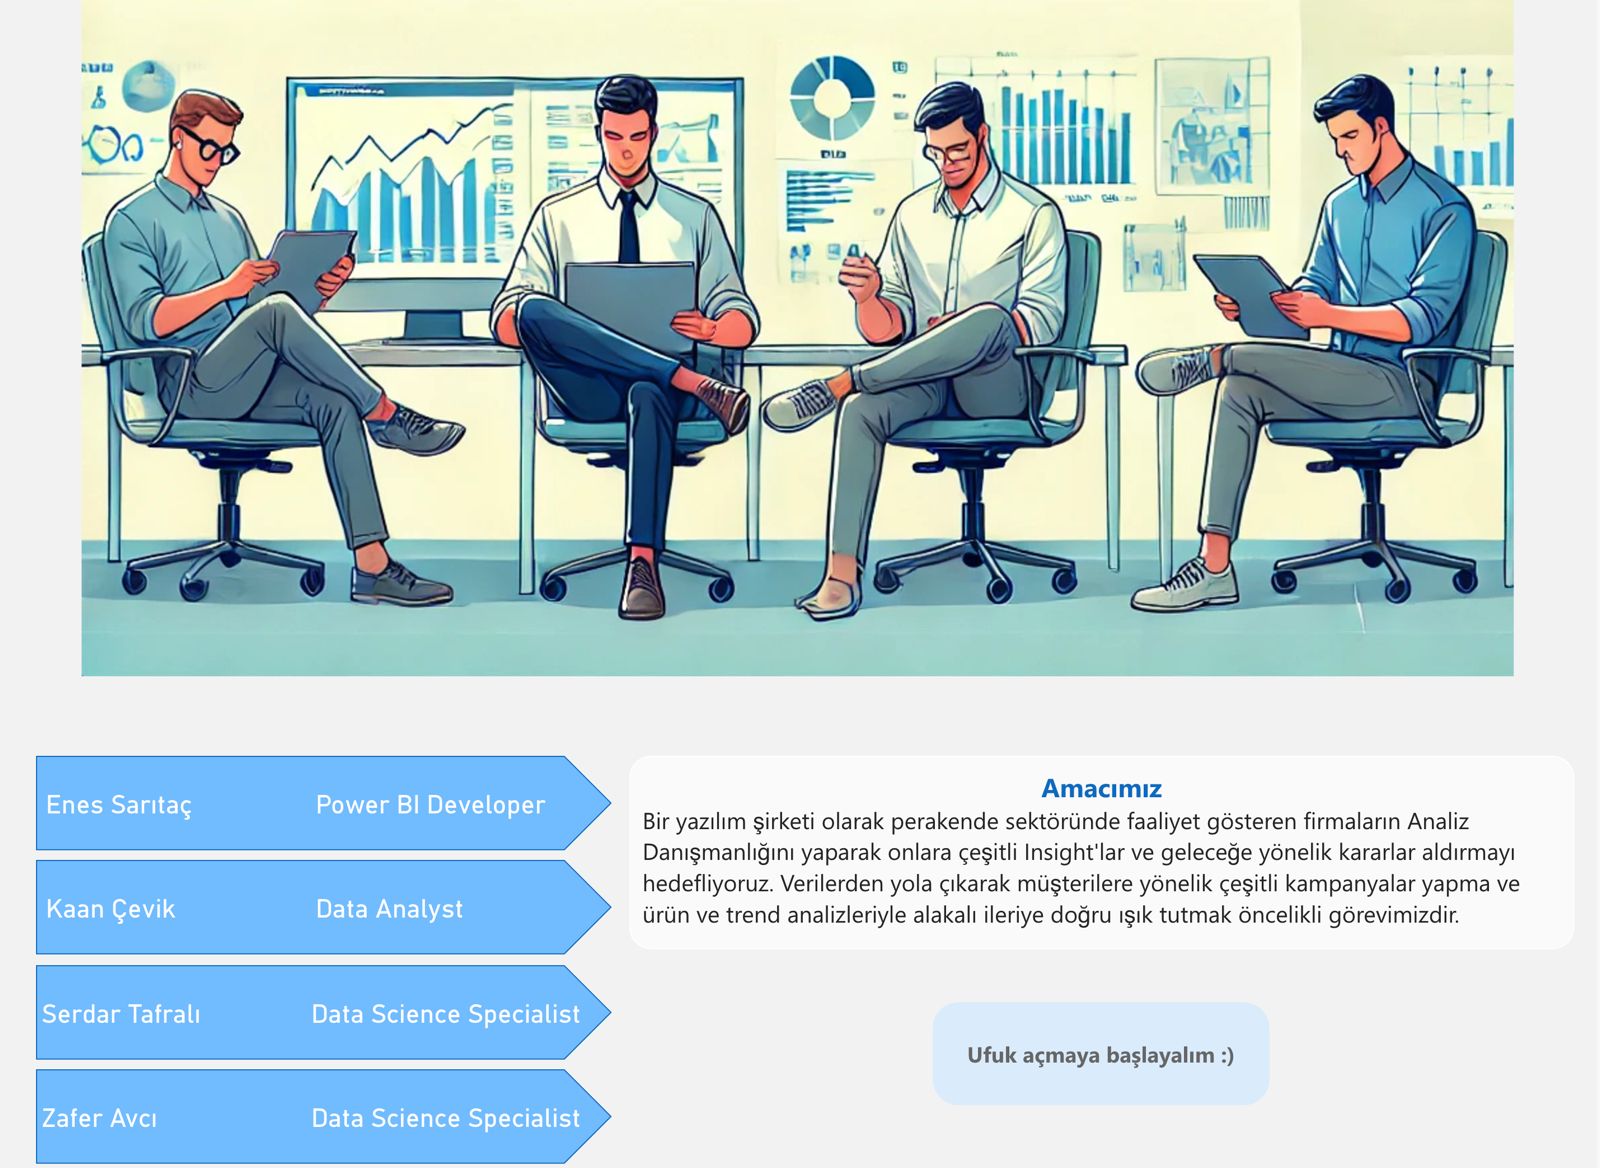 Enes Sarıtaç Power BI Developer
Kaan Çevik Data Analyst
Serdar Tafralı Data Science Specialist
Zafer Avcı Data Science Specialist
Amacımız
Bir yazılım şirketi olarak perakende sektöründe faaliyet gösteren firmaların Analiz
Danışmanlığını yaparak onlara çeşitli Insight'lar ve geleceğe yönelik kararlar aldırmayı
hedefliyoruz. Verilerden yola çıkarak müşterilere yönelik çeşitli kampanyalar yapma ve
ürün ve trend analizleriyle alakalı ileriye doğru ışık tutmak öncelikli görevimizdir.
Ufuk açmaya başlayalım :)